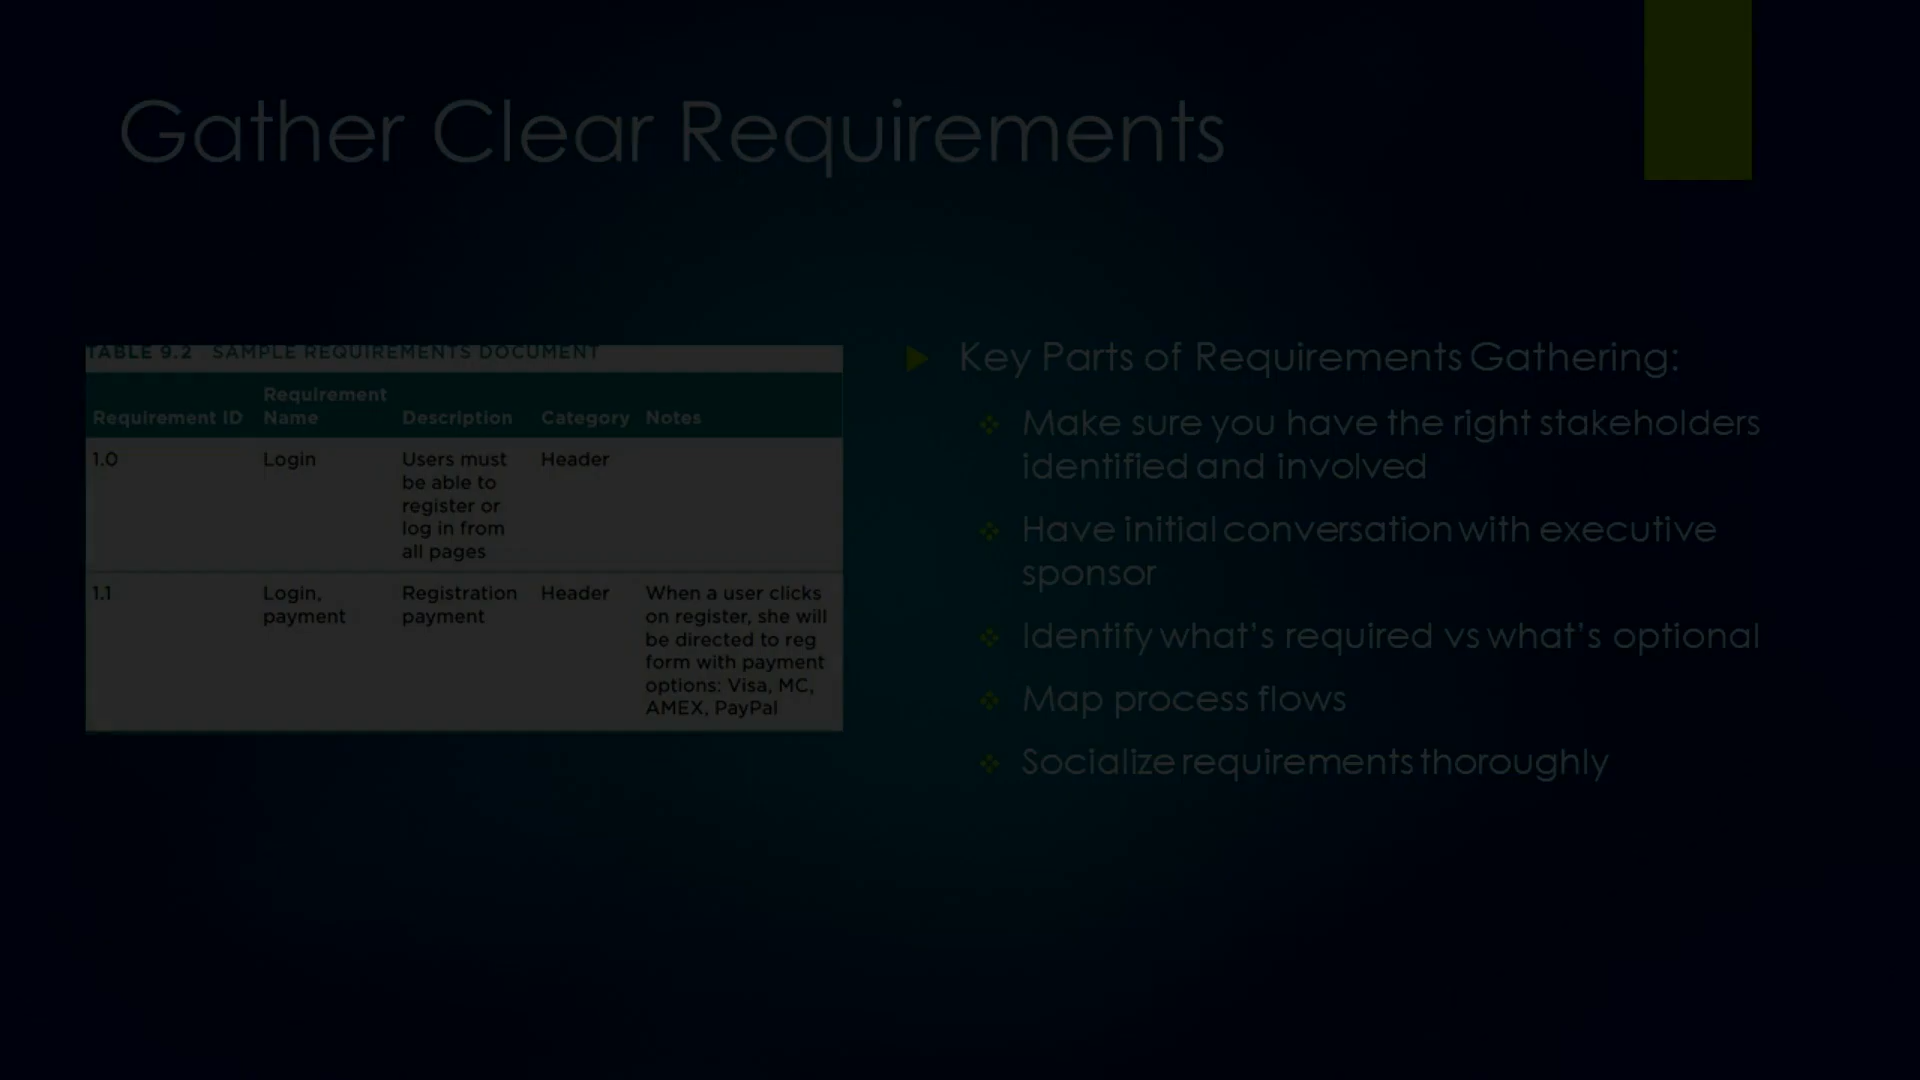 Gather Clear Requirements
TABLE 9.2 SAMPLE REQUIREMENTS DOCUMENT
Requirement ID Requirement Name Description Category Notes
1.0 Login Users must be able to register or log in from all pages Header
1.1 Login, payment Registration payment Header When a user clicks on register, she will be directed to reg form with payment options: Visa, MC, AMEX, PayPal
Key Parts of Requirements Gathering:
Make sure you have the right stakeholders
identified and involved
Have initial conversation with executive
sponsor
Identify what's required vs what's optional
Map process flows
Socialize requirements thoroughly